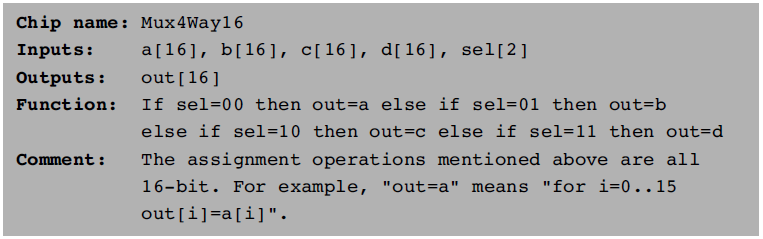 Chip name: Mux4Way16
Inputs: a[16], b[16], c[16], d[16], sel[2]
Outputs: out[16]
Function: If sel=00 then out=a else if sel=01 then out=b
else if sel=10 then out=c else if sel=11 then out=d
Comment: The assignment operations mentioned above are all
16-bit. For example, "out=a" means "for i=0..15
out[i]=a[i]".